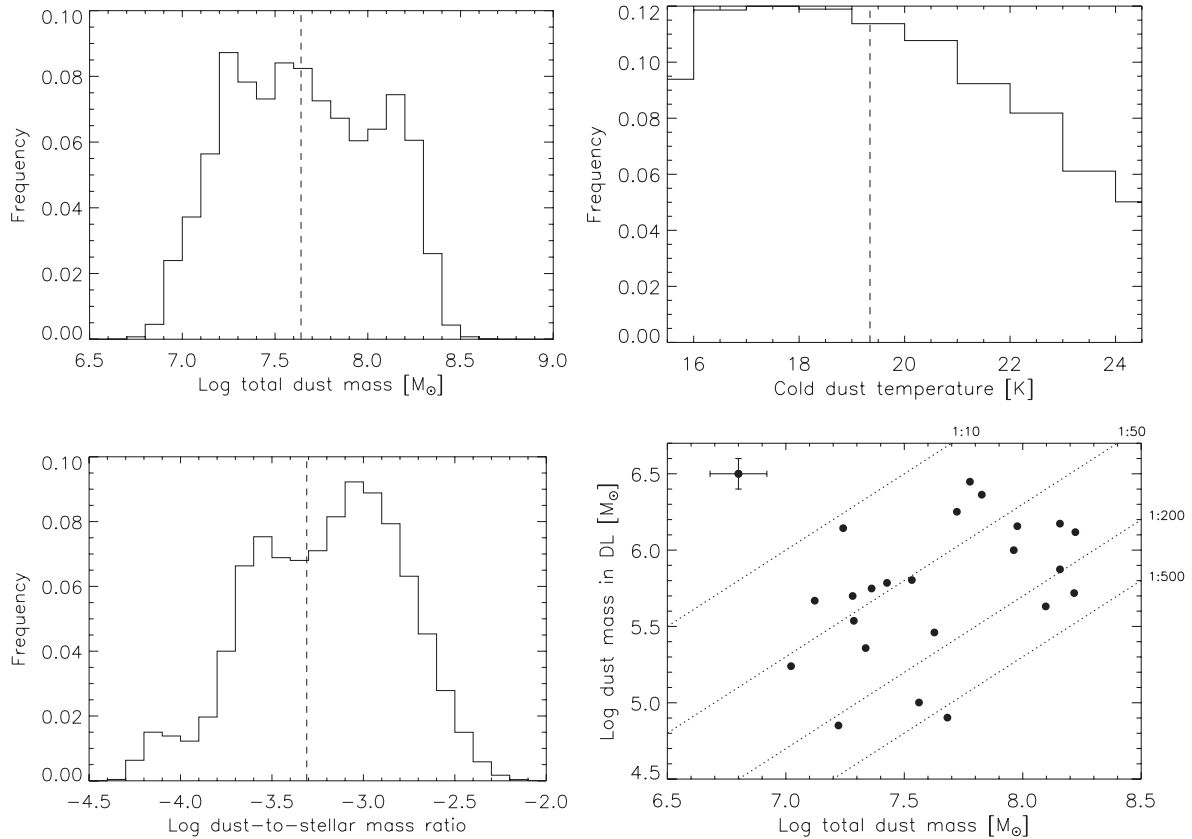 0.10
0.08
0.06
0.04
0.02
0.00
Frequency
6.5 7.0 7.5 8.0 8.5 9.0
Log total dust mass [M⊙]
0.12
0.10
0.08
0.06
0.04
0.02
0.00
Frequency
16 18 20 22 24
Cold dust temperature [K]
0.10
0.08
0.06
0.04
0.02
0.00
Frequency
−4.5 −4.0 −3.5 −3.0 −2.5 −2.0
Log dust−to−stellar mass ratio
1:10 1:50
1:200
1:500
6.5
6.0
5.5
5.0
4.5
Log dust mass in DL [M⊙]
6.5 7.0 7.5 8.0 8.5
Log total dust mass [M⊙]